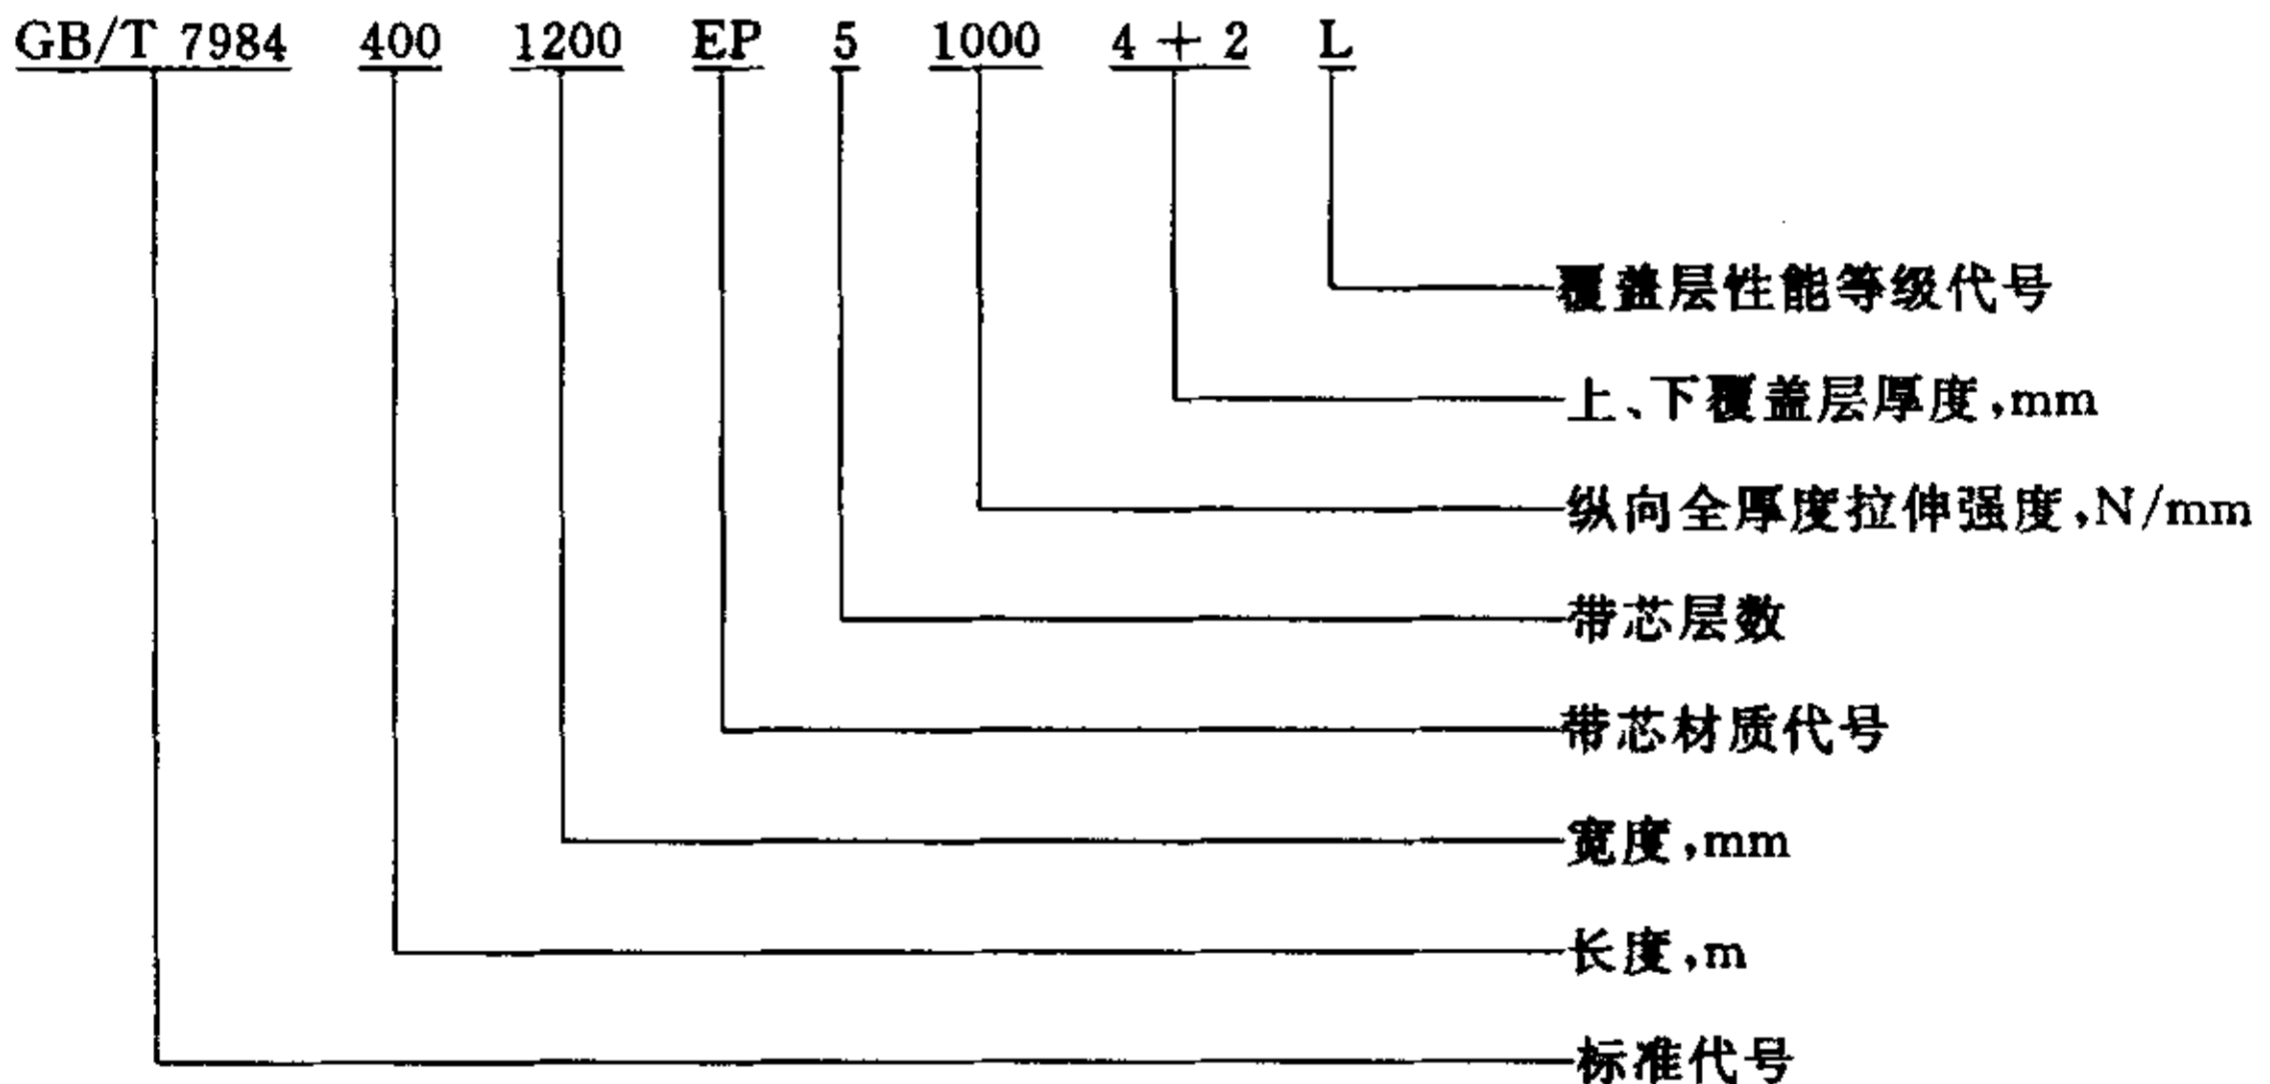 GB/T 7984 400 1200 EP 5 1000 4 + 2 L
覆盖层性能等级代号
上、下覆盖层厚度,mm
纵向全厚度拉伸强度,N/mm
带芯层数
带芯材质代号
宽度,mm
长度,m
标准代号